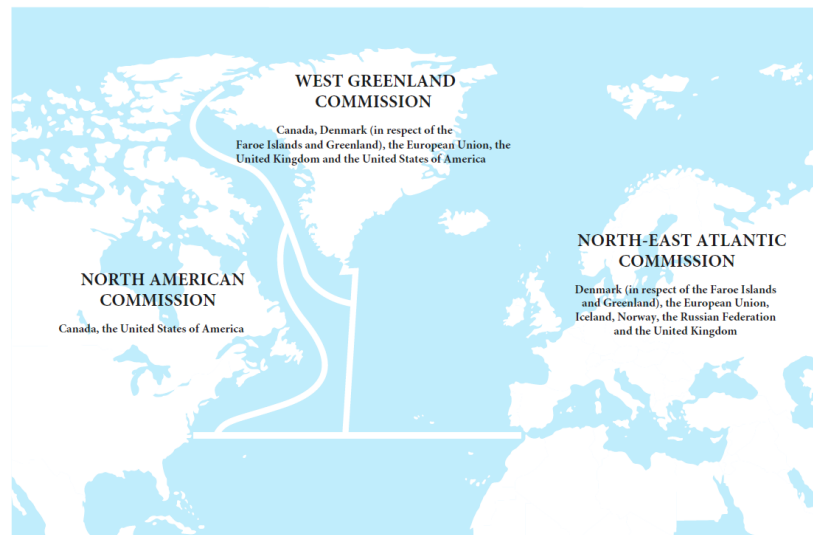 WEST GREENLAND
COMMISSION
Canada, Denmark (in respect of the
Faroe Islands and Greenland), the European Union, the
United Kingdom and the United States of America
NORTH AMERICAN
COMMISSION
Canada, the United States of America
NORTH-EAST ATLANTIC
COMMISSION
Denmark (in respect of the Faroe Islands
and Greenland), the European Union,
Iceland, Norway, the Russian Federation
and the United Kingdom